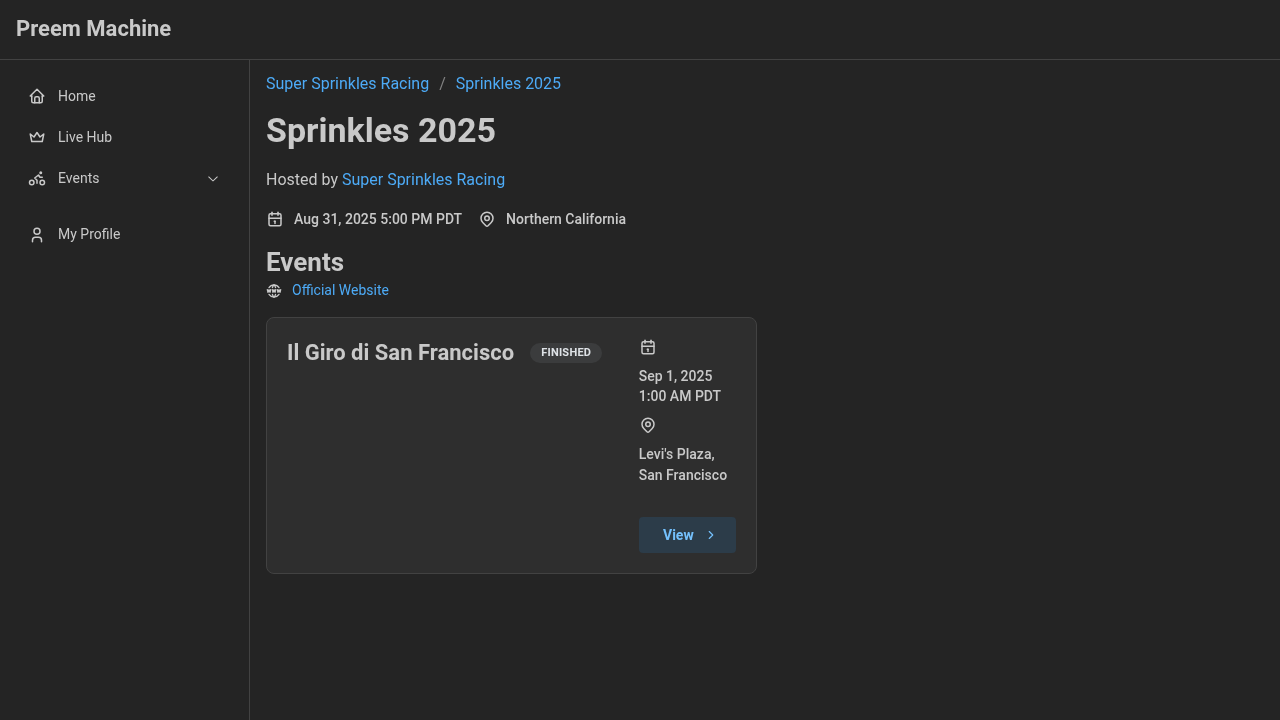 Preem Machine
Home
Live Hub
Events
My Profile
Super Sprinkles Racing / Sprinkles 2025
Sprinkles 2025
Hosted by Super Sprinkles Racing
Aug 31, 2025 5:00 PM PDT Northern California
Events
Official Website
Il Giro di San Francisco FINISHED
Sep 1, 2025
1:00 AM PDT
Levi's Plaza,
San Francisco
View